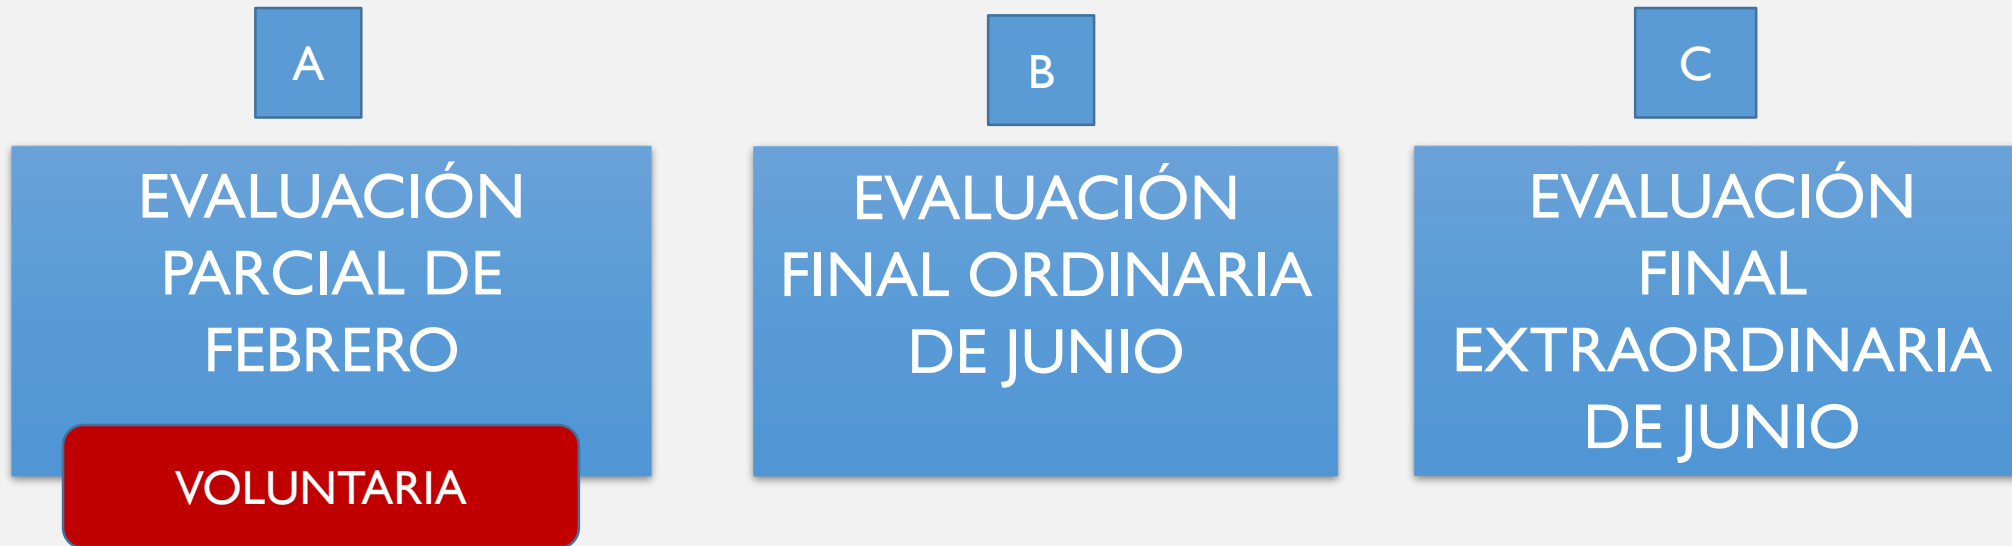 A
EVALUACIÓN
PARCIAL DE
FEBRERO
VOLUNTARIA
B
EVALUACIÓN
FINAL ORDINARIA
DE JUNIO
C
EVALUACIÓN
FINAL
EXTRAORDINARIA
DE JUNIO